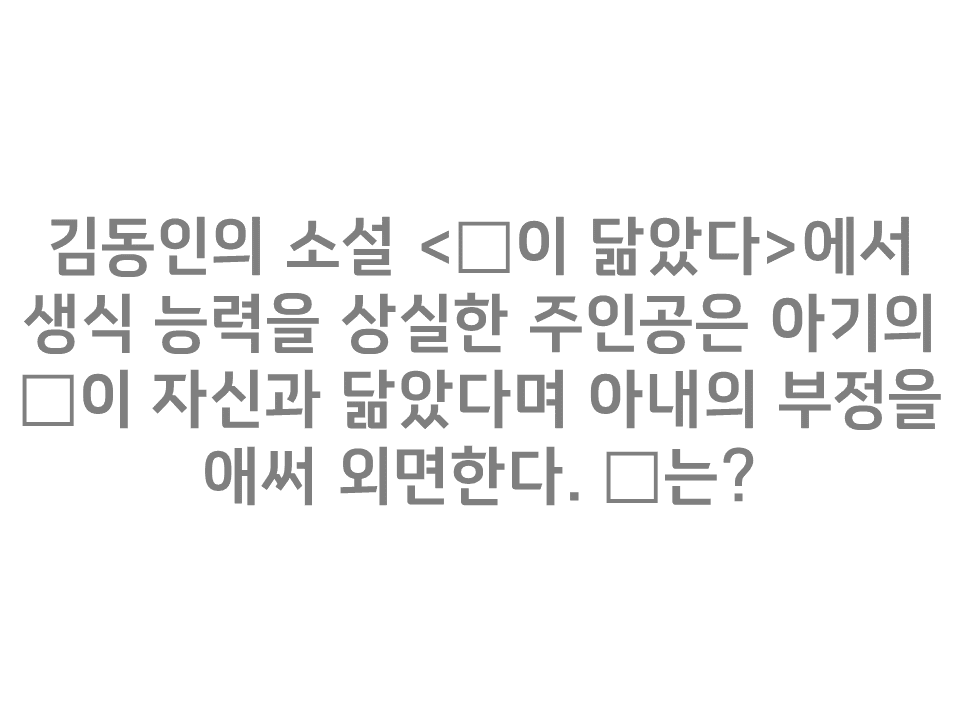 김동인의 소설 <□이 닮았다>에서
생식 능력을 상실한 주인공은 아기의
□이 자신과 닮았다며 아내의 부정을
애써 외면한다. □는?